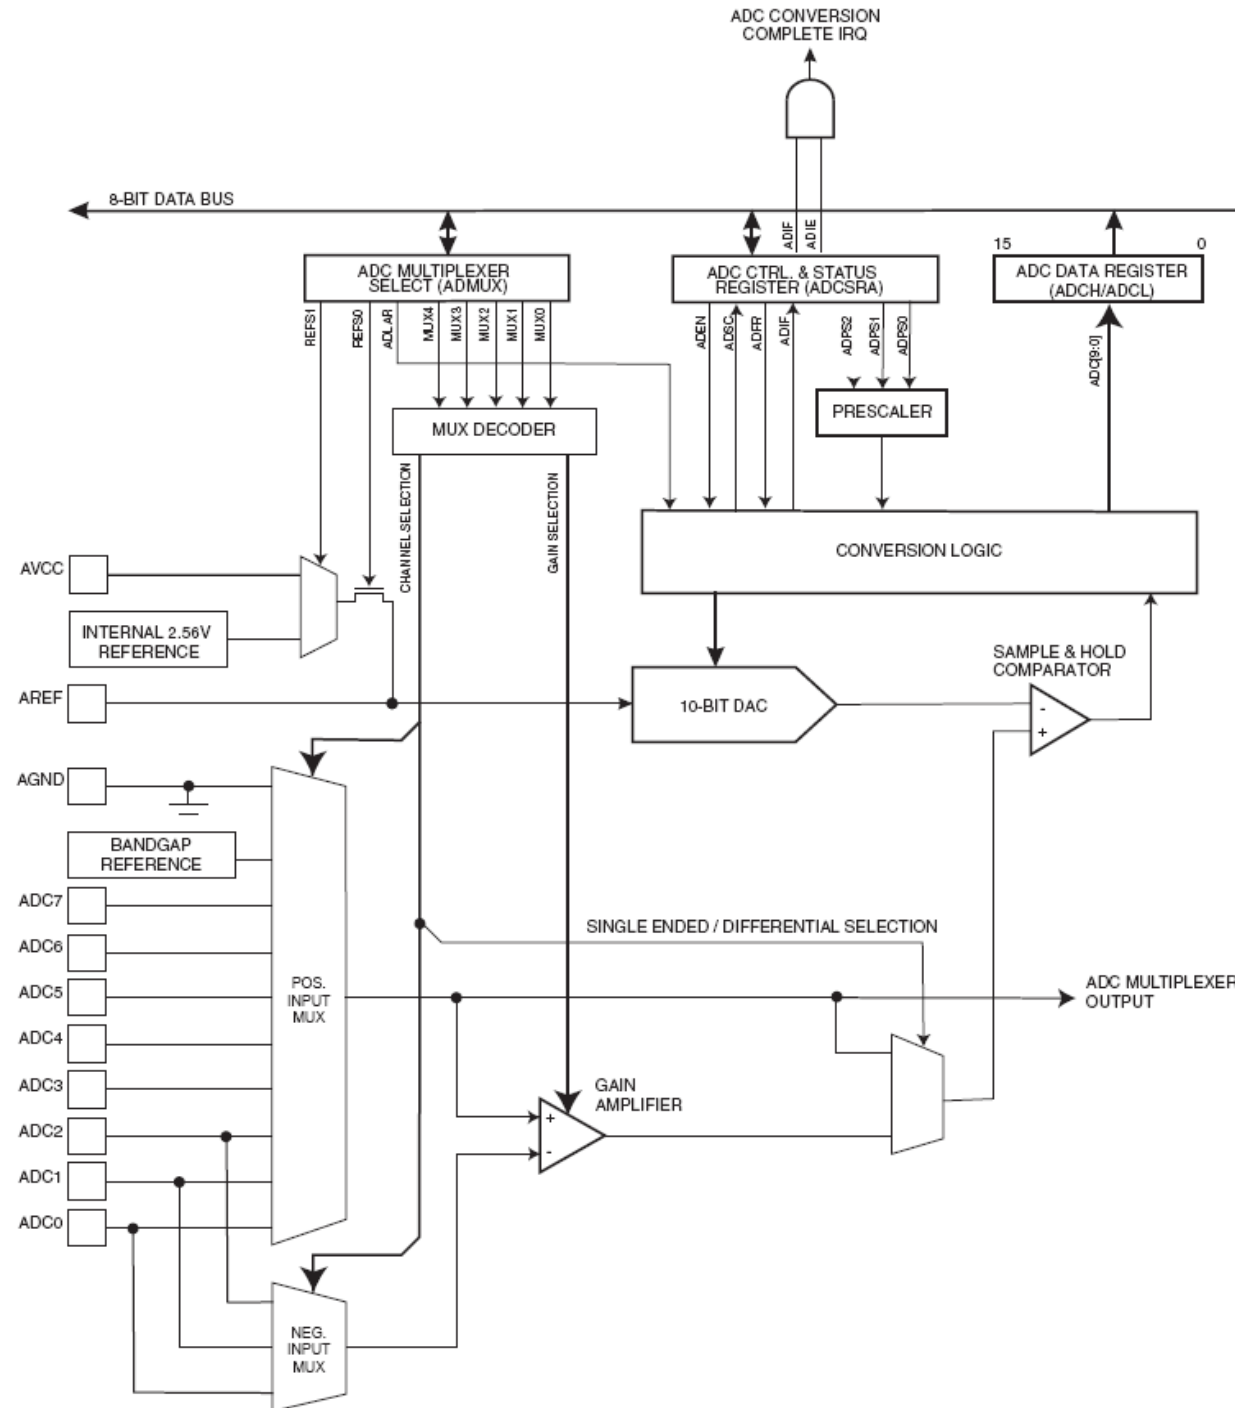 ADC CONVERSION
COMPLETE IRQ
8-BIT DATA BUS
ADIF
ADIE
15
0
ADC MULTIPLEXER
SELECT (ADMUX)
ADC CTRL. & STATUS
REGISTER (ADCSRA)
ADC DATA REGISTER
(ADCH/ADCL)
REFS1
REFS0
ADLAR
MUX4
MUX3
MUX2
MUX1
MUX0
ADEN
ADSC
ADFR
ADIF
ADPS2
ADPS1
ADPS0
ADC[9:0]
MUX DECODER
PRESCALER
CHANNEL SELECTION
GAIN SELECTION
CONVERSION LOGIC
AVCC
INTERNAL 2.56V
REFERENCE
SAMPLE & HOLD
COMPARATOR
AREF
10-BIT DAC
-
+
AGND
BANDGAP
REFERENCE
ADC7
SINGLE ENDED / DIFFERENTIAL SELECTION
ADC6
ADC5
POS.
INPUT
MUX
ADC MULTIPLEXER
OUTPUT
ADC4
ADC3
GAIN
AMPLIFIER
+
-
ADC2
ADC1
ADC0
NEG.
INPUT
MUX